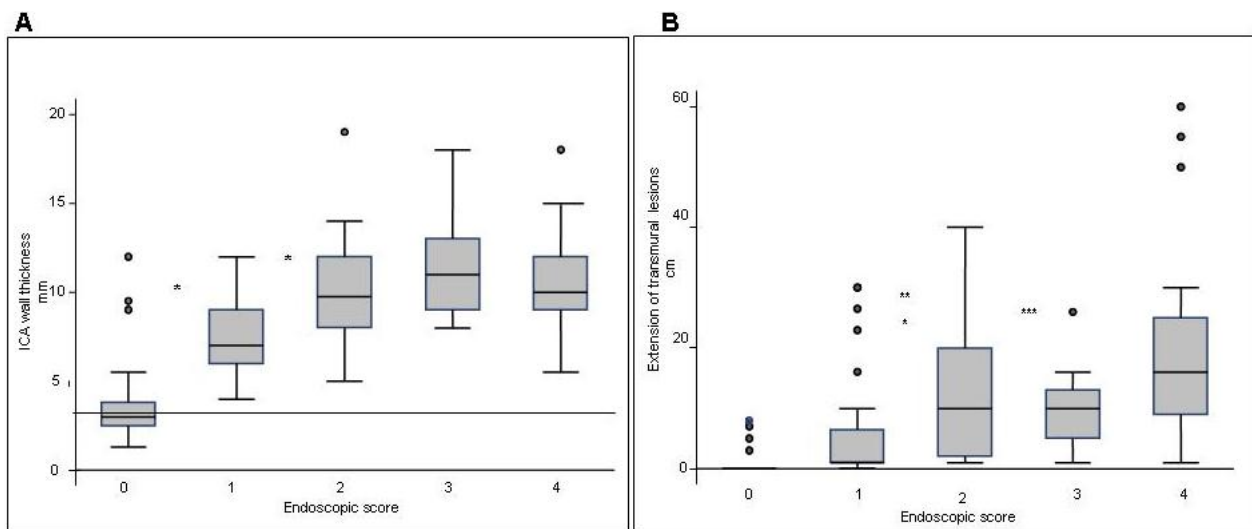 A
20
15
10
5
0
ICA wall thickness
mm
*
*
0 1 2 3 4
Endoscopic score
B
60
40
20
0
Extension of transmural lesions
cm
**
*
***
0 1 2 3 4
Endoscopic score